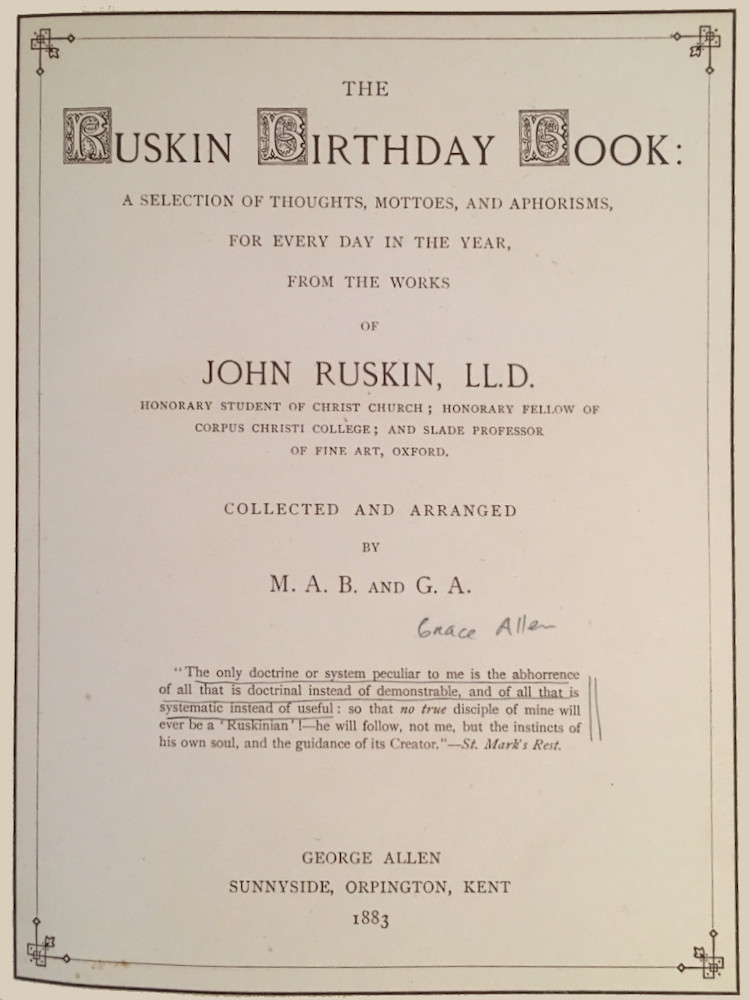 THE
RUSKIN BIRTHDAY BOOK:
A SELECTION OF THOUGHTS, MOTTOES, AND APHORISMS,
FOR EVERY DAY IN THE YEAR,
FROM THE WORKS
OF
JOHN RUSKIN, LL.D.
HONORARY STUDENT OF CHRIST CHURCH; HONORARY FELLOW OF
CORPUS CHRISTI COLLEGE; AND SLADE PROFESSOR
OF FINE ART, OXFORD.
COLLECTED AND ARRANGED
BY
M. A. B. AND G. A.
Grace Allen
"The only doctrine or system peculiar to me is the abhorrence
of all that is doctrinal instead of demonstrable, and of all that is
systematic instead of useful: so that no true disciple of mine will
ever be a 'Ruskinian'!—he will follow, not me, but the instincts of
his own soul, and the guidance of its Creator."—St. Mark's Rest.
GEORGE ALLEN
SUNNYSIDE, ORPINGTON, KENT
1883